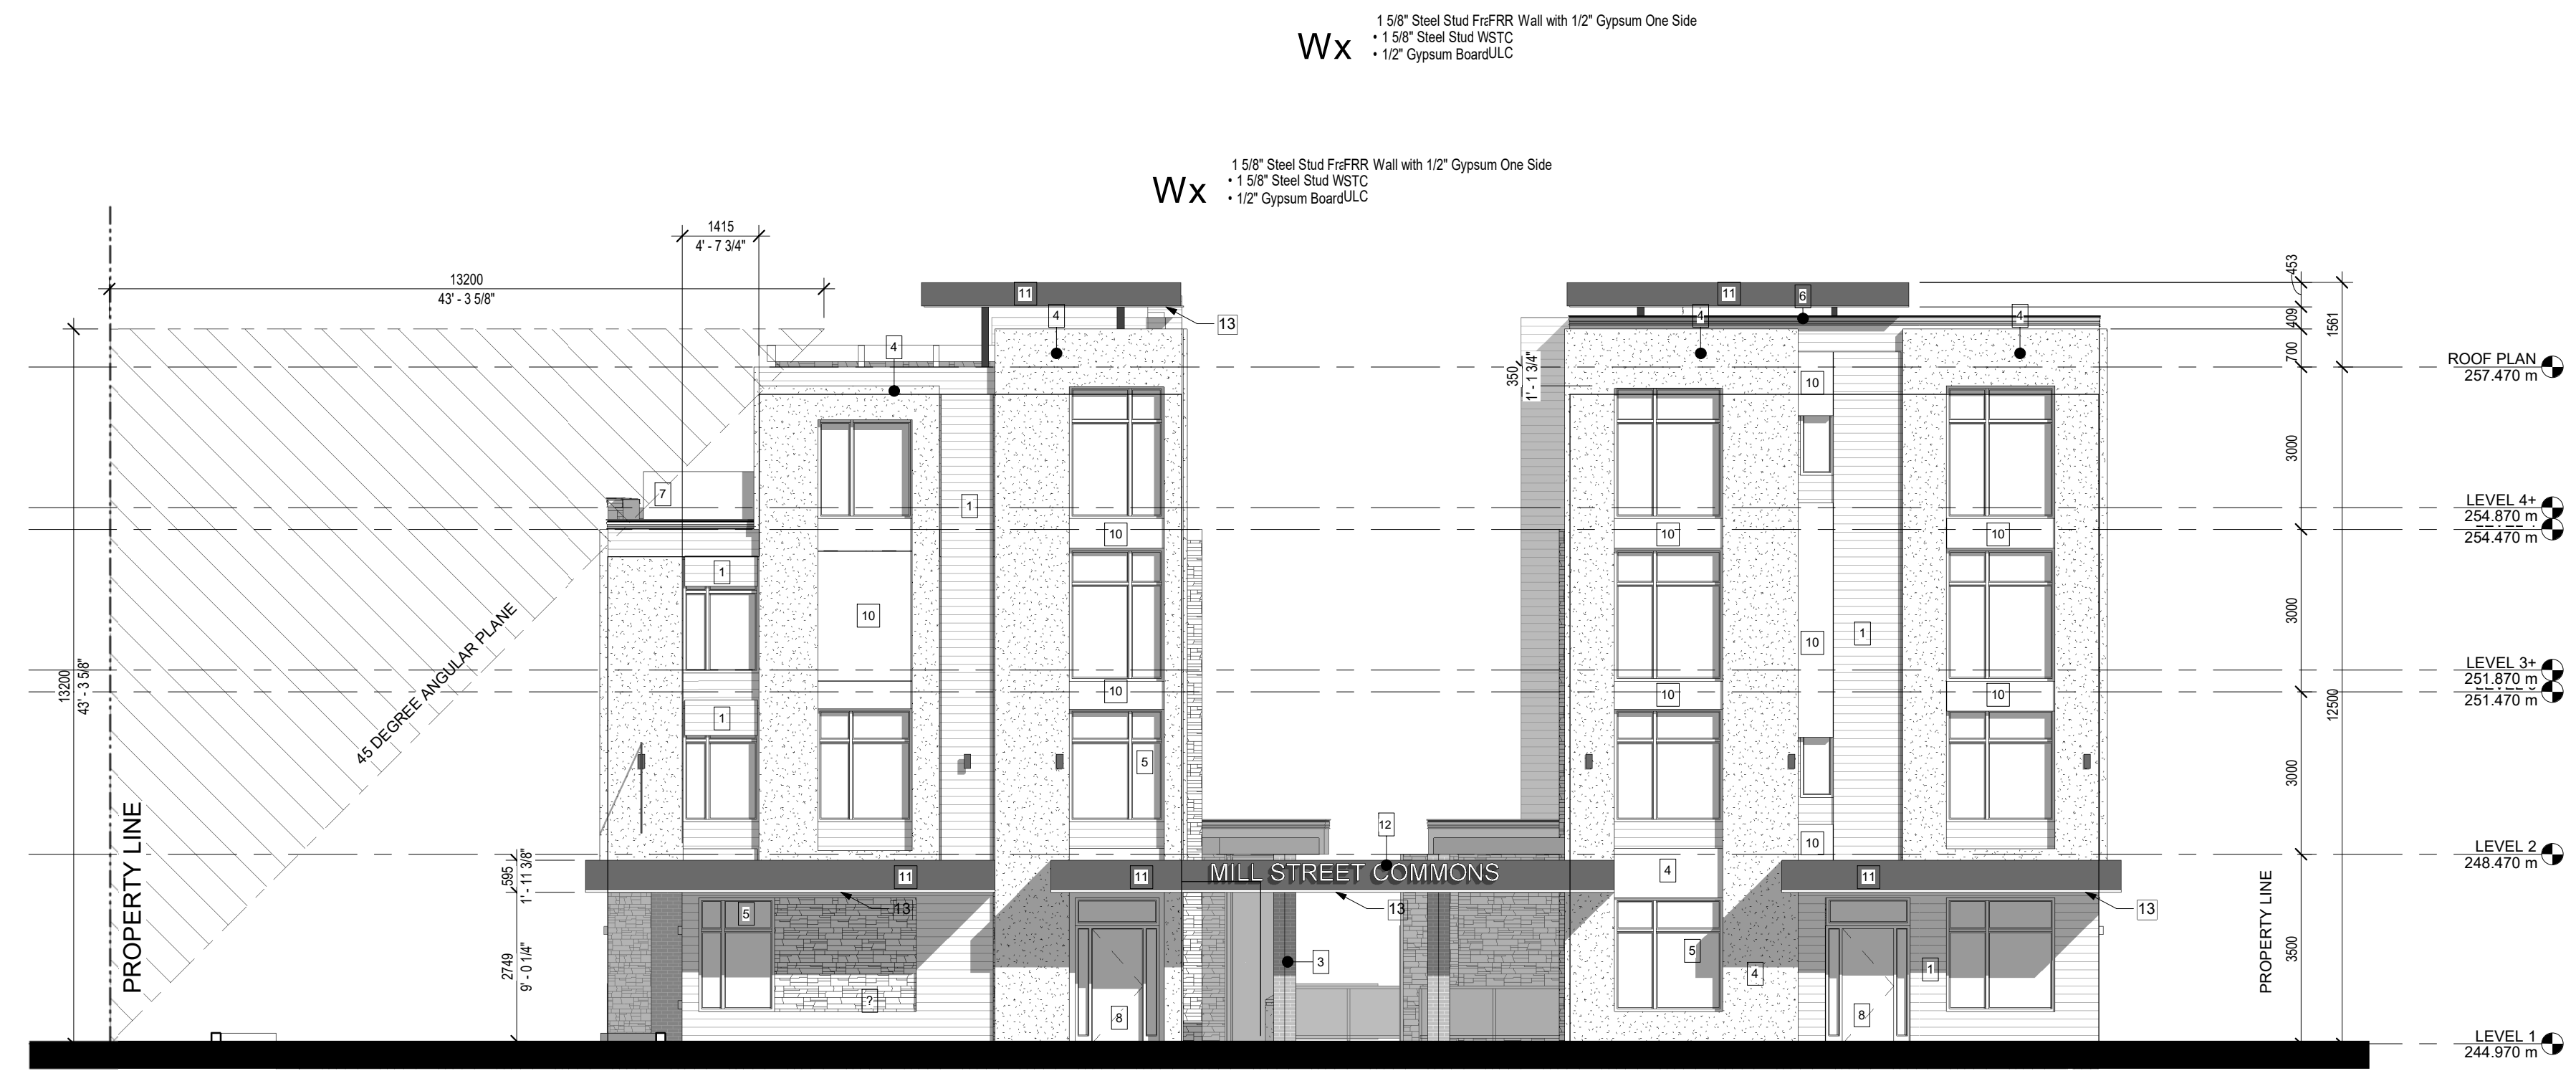 1 5/8" Steel Stud FraFRR Wall with 1/2" Gypsum One Side
Wx
• 1 5/8" Steel Stud WSTC
• 1/2" Gypsum BoardULC
1 5/8" Steel Stud FraFRR Wall with 1/2" Gypsum One Side
Wx
• 1 5/8" Steel Stud WSTC
• 1/2" Gypsum BoardULC
1415
4' - 7 3/4"
13200
43' - 3 5/8"
11
4
13
4
11
6
4
4
453
409
1561
700
350
1' - 1 3/4"
ROOF PLAN
257.470 m
10
3000
7
1
10
10
10
LEVEL 4+
254.870 m
254.470 m
1
10
45 DEGREE ANGULAR PLANE
13200
43' - 3 5/8"
10
1
3000
LEVEL 3+
251.870 m
251.470 m
10
10
10
12500
1
5
3000
PROPERTY LINE
12
10
LEVEL 2
248.470 m
595
1' - 11 3/8"
11
11
MILL STREET COMMONS
4
11
13
13
13
5
2749
9' - 0 1/4"
3
5
4
1
?
8
8
3500
PROPERTY LINE
LEVEL 1
244.970 m